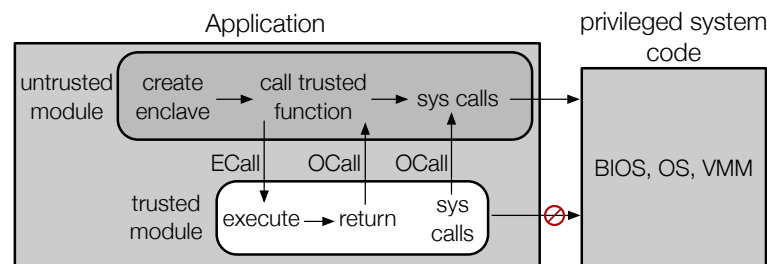 Application
privileged system
code
untrusted
module
create
enclave
call trusted
function
sys calls
ECall
OCall
OCall
BIOS, OS, VMM
trusted
module
execute
return
sys
calls